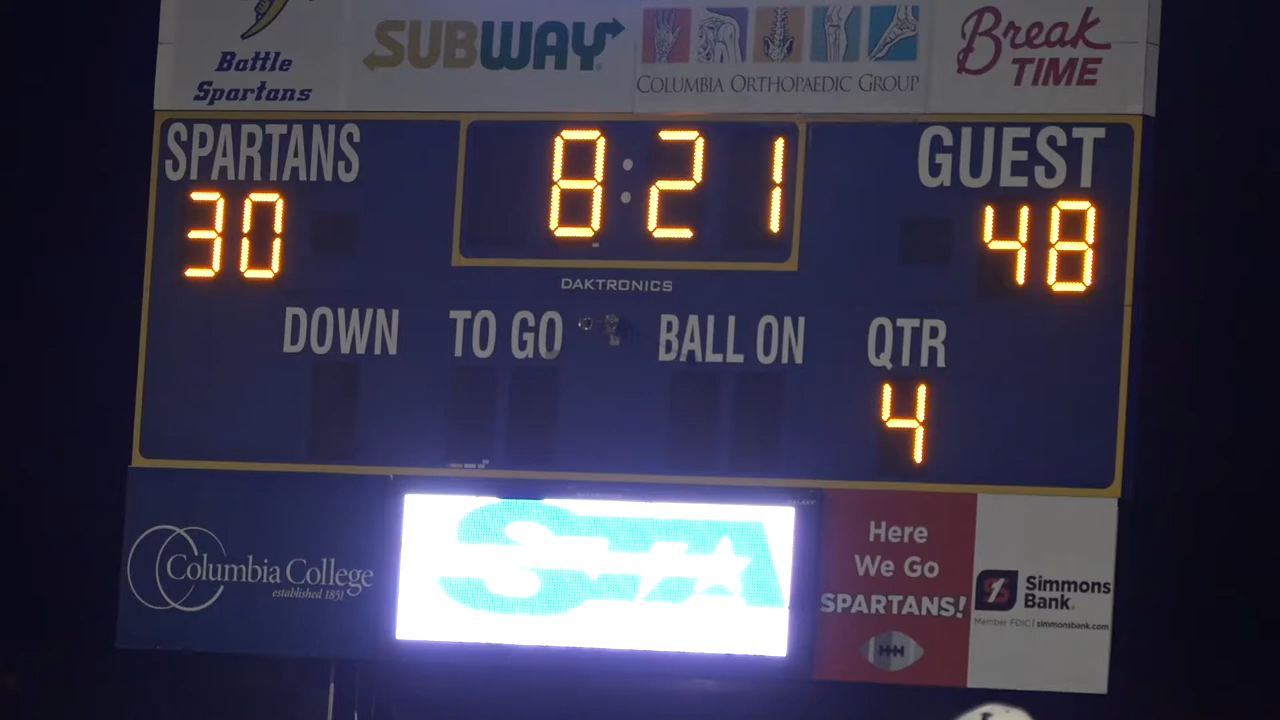 Battle
Spartans
SUBWAY
COLUMBIA ORTHOPAEDIC GROUP
Break
TIME
SPARTANS
8:21
GUEST
30
48
DAKTRONICS
DOWN
TO GO
BALL ON
QTR
4
Columbia College
established 1851
Here
We Go
SPARTANS!
Simmons
Bank
Member FDIC | simmonsbank.com